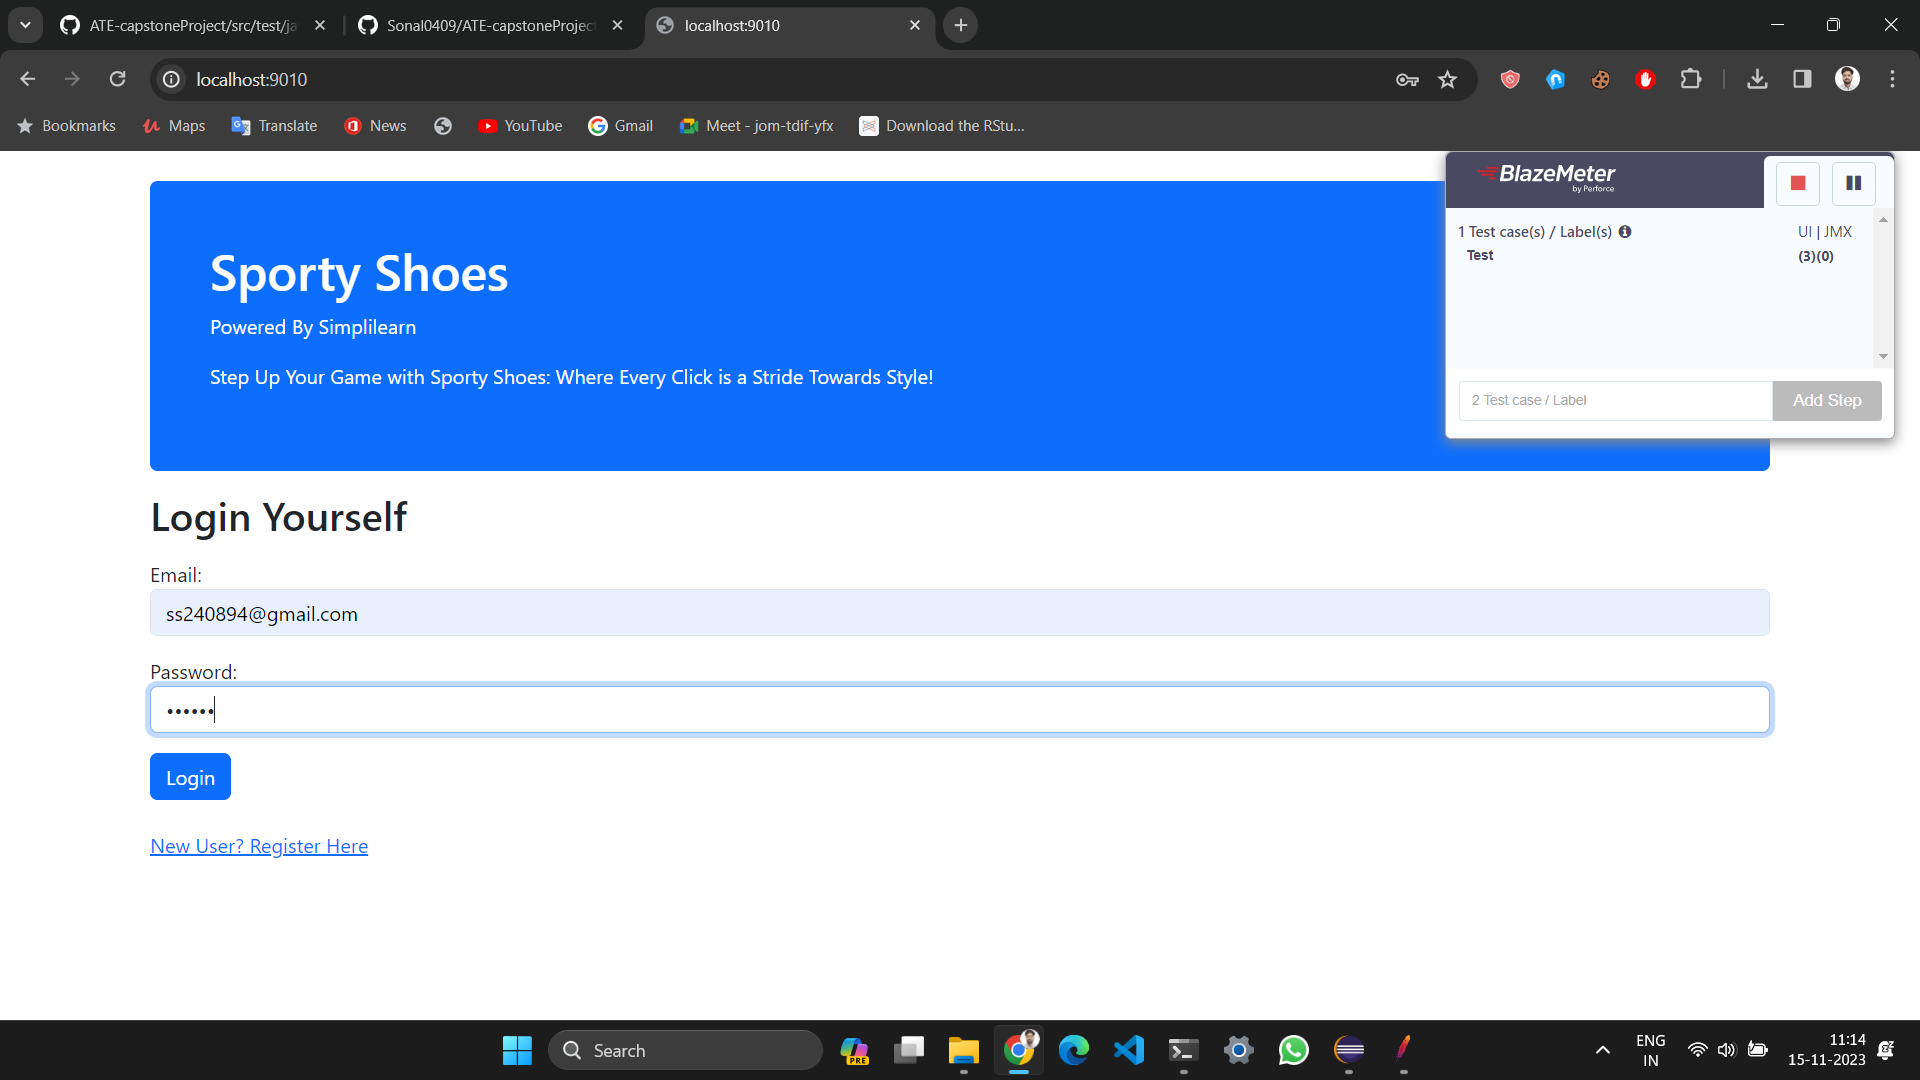 ATE-capstoneProject/src/test/ja
Sonal0409/ATE-capstoneProject
localhost:9010
localhost:9010
Bookmarks
Maps
Translate
News
YouTube
Gmail
Meet - jom-tdif-yfx
Download the RStu...
BlazeMeter
by Perforce
1 Test case(s) / Label(s)
UI | JMX
Test
(3)(0)
2 Test case / Label
Add Step
Sporty Shoes
Powered By Simplilearn
Step Up Your Game with Sporty Shoes: Where Every Click is a Stride Towards Style!
Login Yourself
Email:
ss240894@gmail.com
Password:
••••••
Login
New User? Register Here
Search
PRE
ENG
IN
11:14
15-11-2023